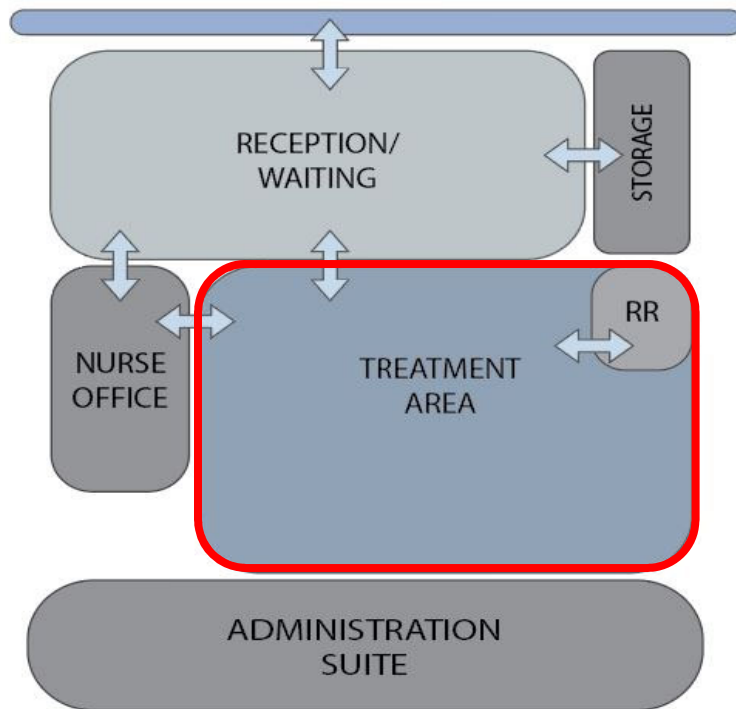 RECEPTION/
WAITING
STORAGE
RR
NURSE
OFFICE
TREATMENT
AREA
ADMINISTRATION
SUITE